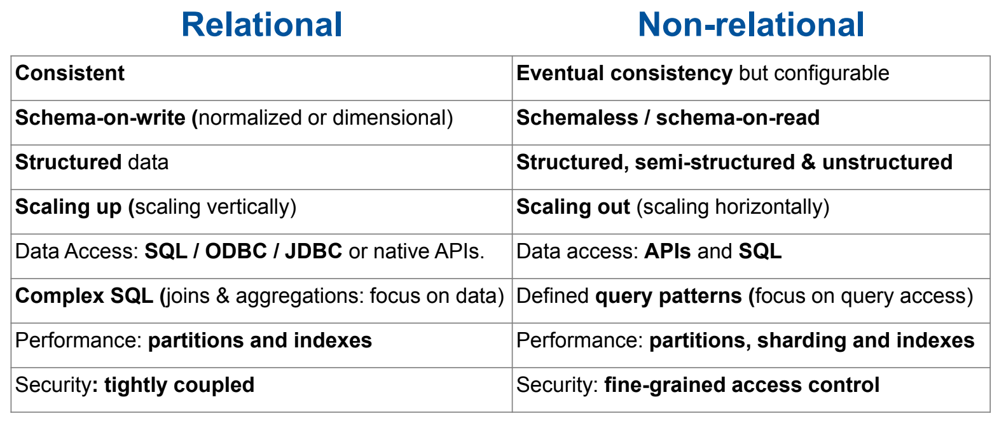 Relational Non-relational
Consistent Eventual consistency but configurable
Schema-on-write (normalized or dimensional) Schemaless / schema-on-read
Structured data Structured, semi-structured & unstructured
Scaling up (scaling vertically) Scaling out (scaling horizontally)
Data Access: SQL / ODBC / JDBC or native APIs. Data access: APIs and SQL
Complex SQL (joins & aggregations: focus on data) Defined query patterns (focus on query access)
Performance: partitions and indexes Performance: partitions, sharding and indexes
Security: tightly coupled Security: fine-grained access control